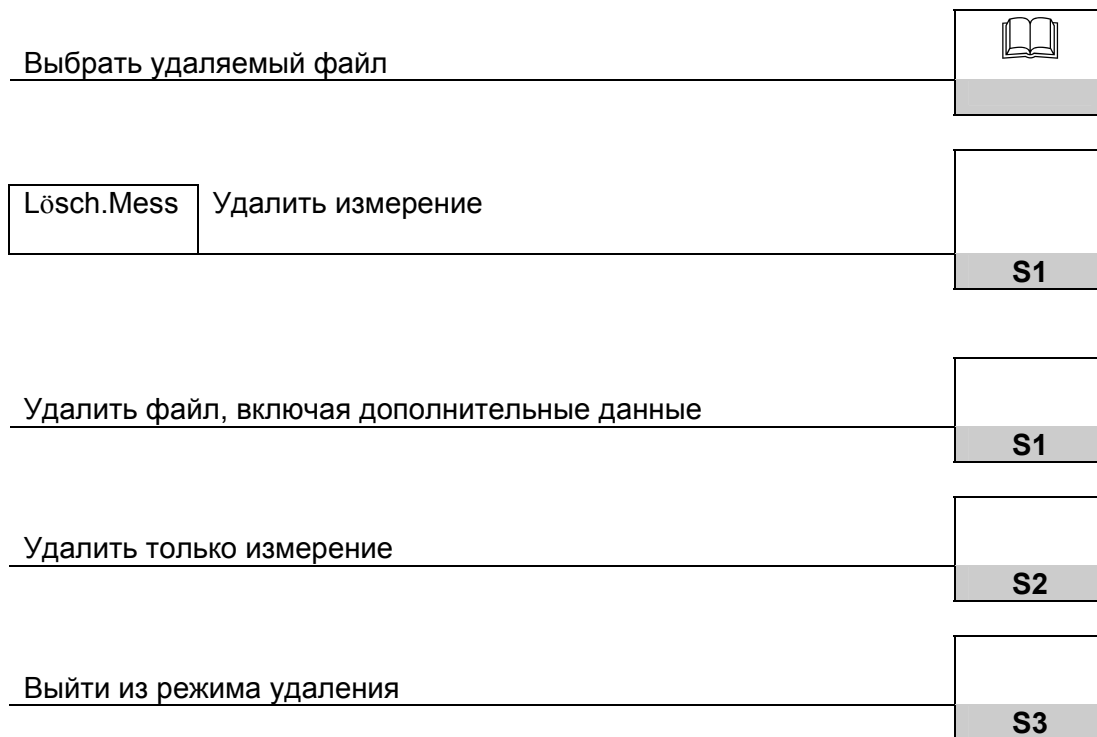 Выбрать удаляемый файл
Lösch.Mess Удалить измерение
S1
Удалить файл, включая дополнительные данные
S1
Удалить только измерение
S2
Выйти из режима удаления
S3